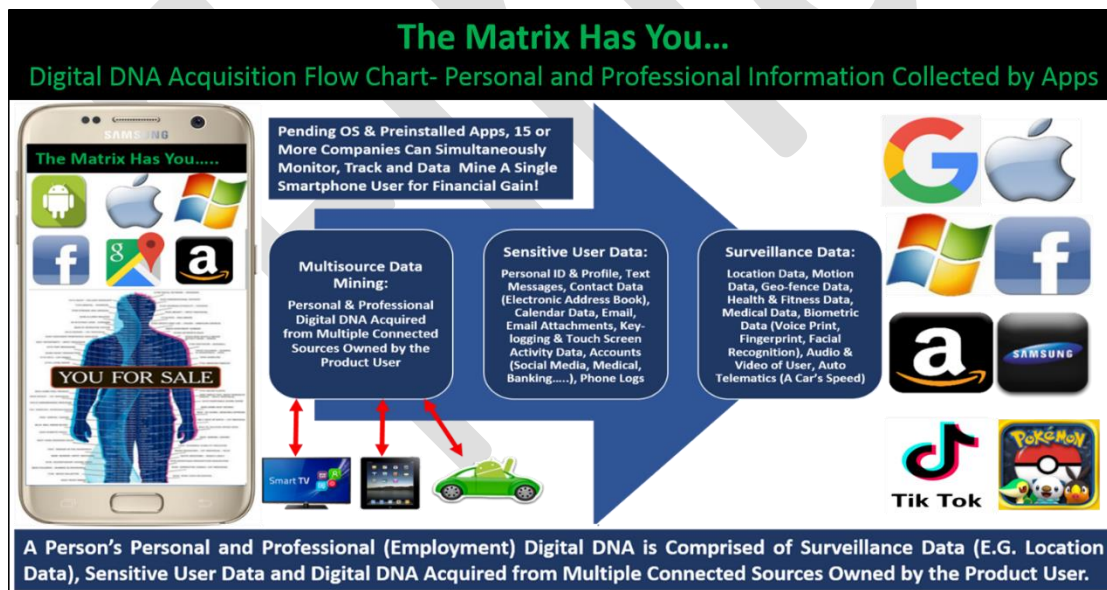 The Matrix Has You...
Digital DNA Acquisition Flow Chart- Personal and Professional Information Collected by Apps
SAMSUNG
The Matrix Has You.....
f
g
a
YOU FOR SALE
Pending OS & Preinstalled Apps, 15 or
More Companies Can Simultaneously
Monitor, Track and Data Mine A Single
Smartphone User for Financial Gain!
Multisource Data
Mining:
Personal & Professional
Digital DNA Acquired
from Multiple Connected
Sources Owned by the
Product User
Smart TV
Sensitive User Data:
Personal ID & Profile, Text
Messages, Contact Data
(Electronic Address Book),
Calendar Data, Email,
Email Attachments, Key-
logging & Touch Screen
Activity Data, Accounts
(Social Media, Medical,
Banking.....), Phone Logs
Surveillance Data:
Location Data, Motion
Data, Geo-fence Data,
Health & Fitness Data,
Medical Data, Biometric
Data (Voice Print,
Fingerprint, Facial
Recognition), Audio &
Video of User, Auto
Telematics (A Car's Speed)
G
f
a
SAMSUNG
Tik Tok
POKéMON
A Person's Personal and Professional (Employment) Digital DNA is Comprised of Surveillance Data (E.G. Location
Data), Sensitive User Data and Digital DNA Acquired from Multiple Connected Sources Owned by the Product User.